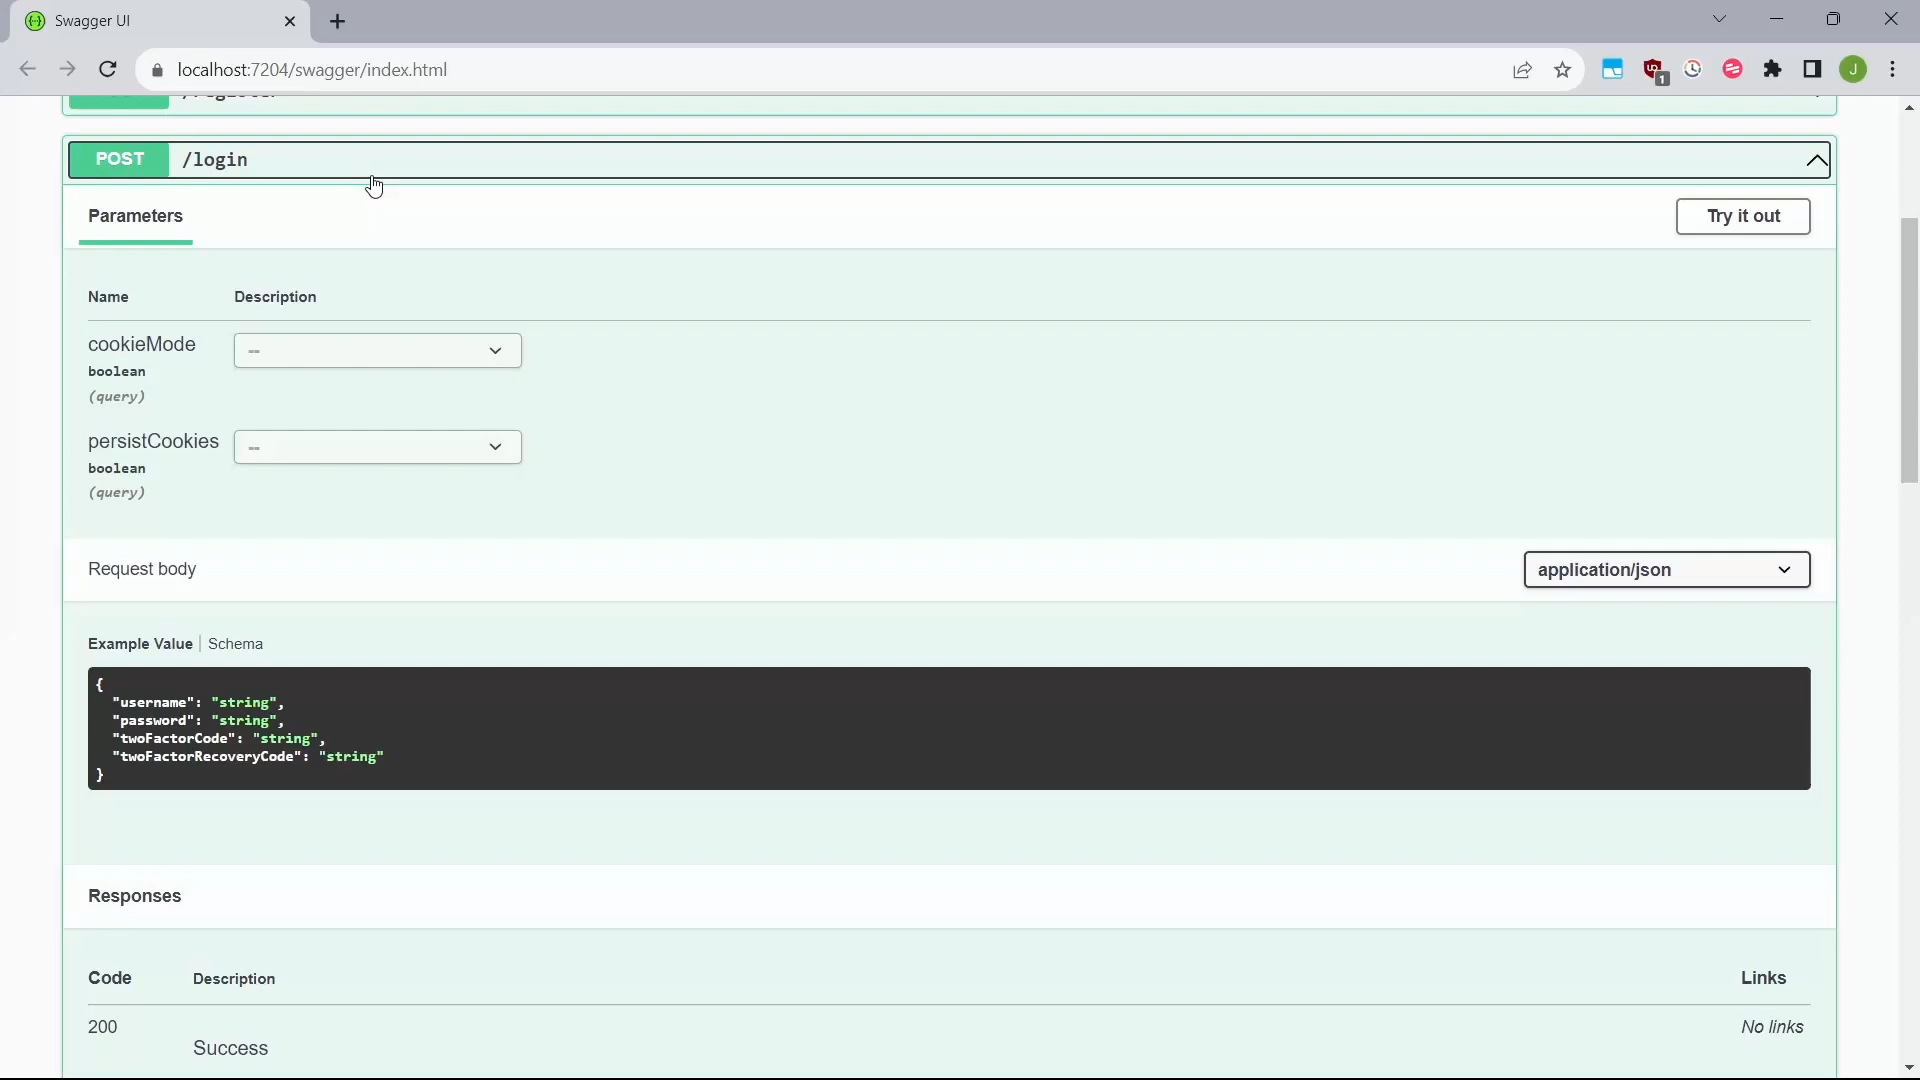 Swagger UI
localhost:7204/swagger/index.html
1
J
POST /login
Parameters
Try it out
Name Description
cookieMode
--
boolean
(query)
persistCookies
--
boolean
(query)
Request body
application/json
Example Value | Schema
{
"username": "string",
"password": "string",
"twoFactorCode": "string",
"twoFactorRecoveryCode": "string"
}
Responses
Code Description Links
200 No links
Success